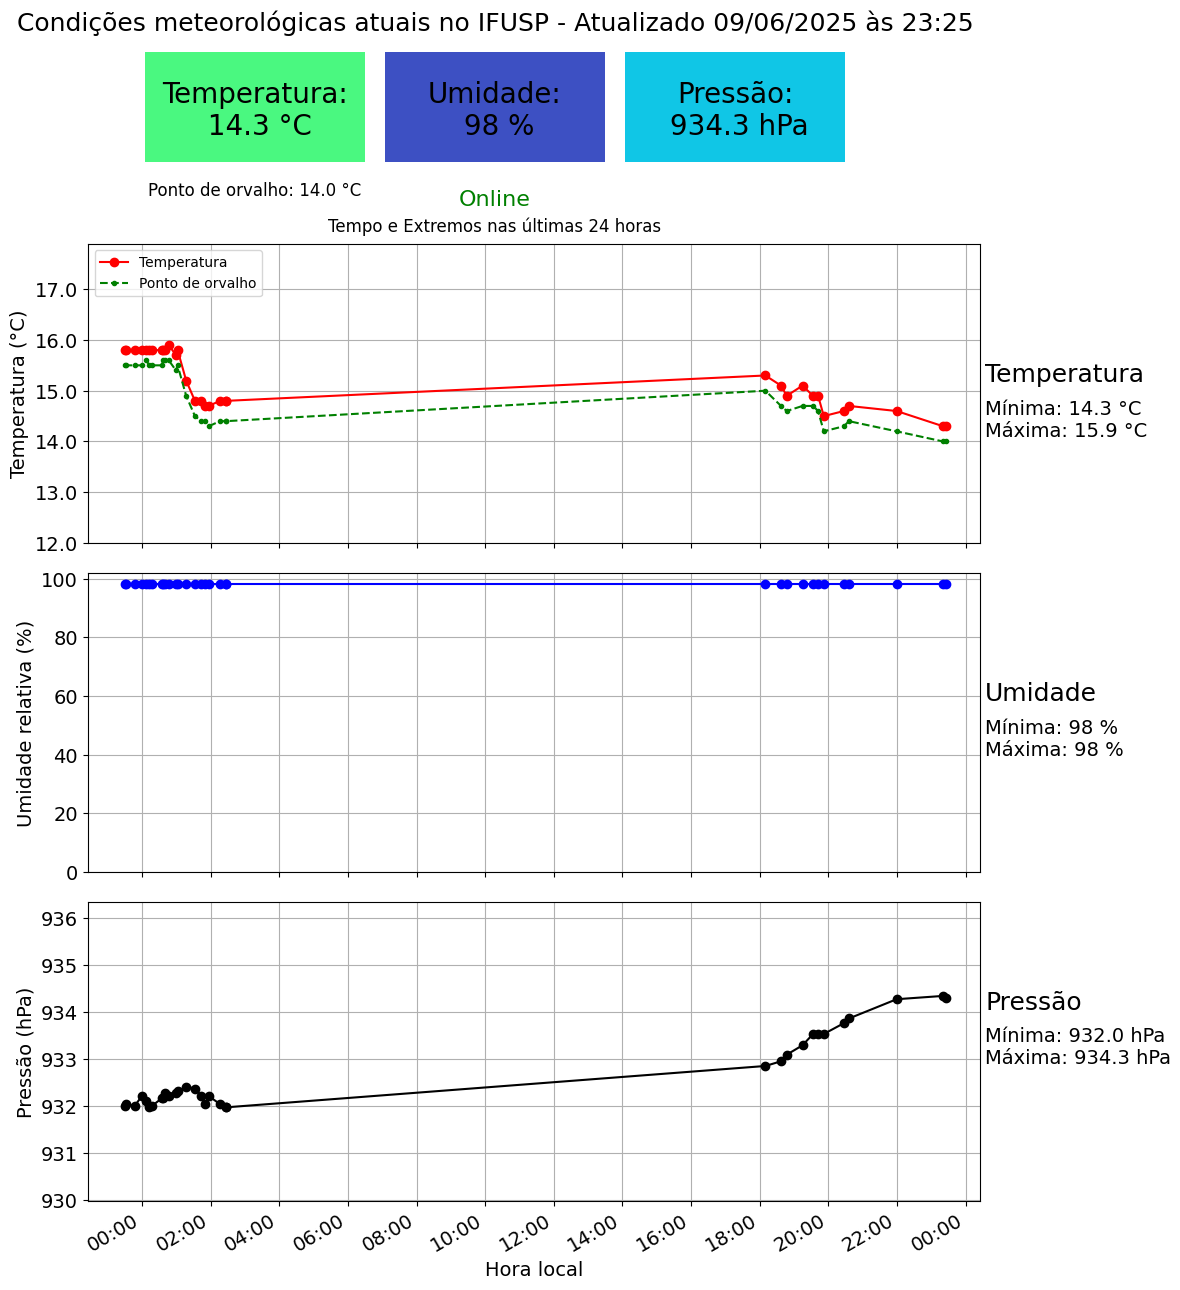 Condições meteorológicas atuais no IFUSP - Atualizado 09/06/2025 às 23:25
Temperatura:
14.3 °C
Umidade:
98 %
Pressão:
934.3 hPa
Ponto de orvalho: 14.0 °C
Online
Tempo e Extremos nas últimas 24 horas
Temperatura
Ponto de orvalho
Temperatura (°C)
17.0
16.0
15.0
14.0
13.0
12.0
Temperatura
Mínima: 14.3 °C
Máxima: 15.9 °C
Umidade relativa (%)
100
80
60
40
20
0
Umidade
Mínima: 98 %
Máxima: 98 %
Pressão (hPa)
936
935
934
933
932
931
930
Pressão
Mínima: 932.0 hPa
Máxima: 934.3 hPa
00:00 02:00 04:00 06:00 08:00 10:00 12:00 14:00 16:00 18:00 20:00 22:00 00:00
Hora local